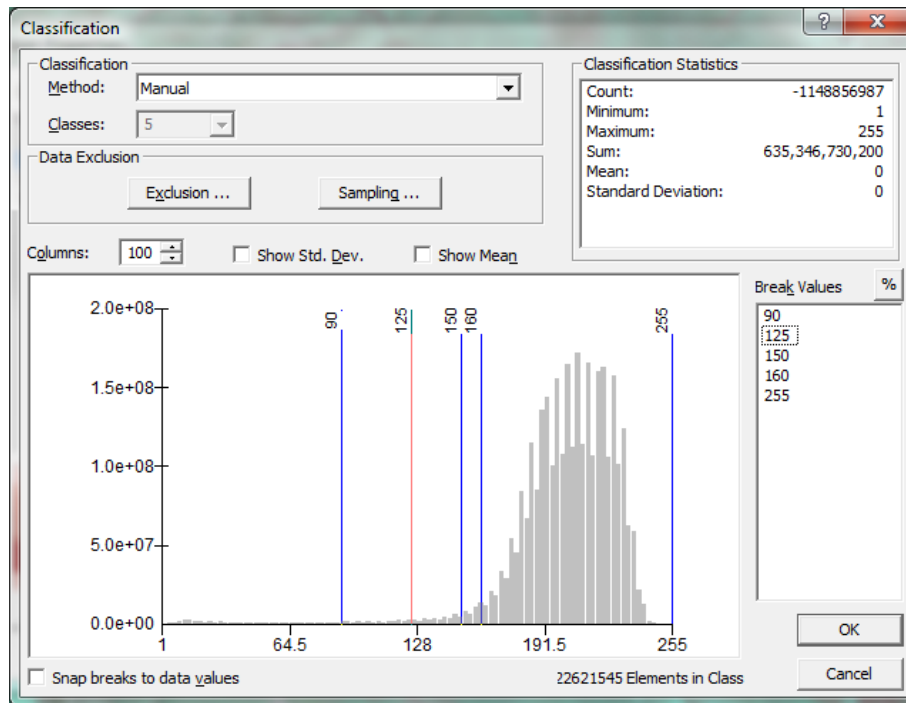 Classification
Classification
Method: Manual
Classes: 5
Data Exclusion
Exclusion ...
Sampling ...
Classification Statistics
Count: -1148856987
Minimum: 1
Maximum: 255
Sum: 635,346,730,200
Mean: 0
Standard Deviation: 0
Columns: 100
Show Std. Dev.
Show Mean
Break Values
%
90
125
150
160
255
2.0e+08
1.5e+08
1.0e+08
5.0e+07
0.0e+00
90
125
150
160
255
1 64.5 128 191.5 255
OK
Cancel
Snap breaks to data values
22621545 Elements in Class